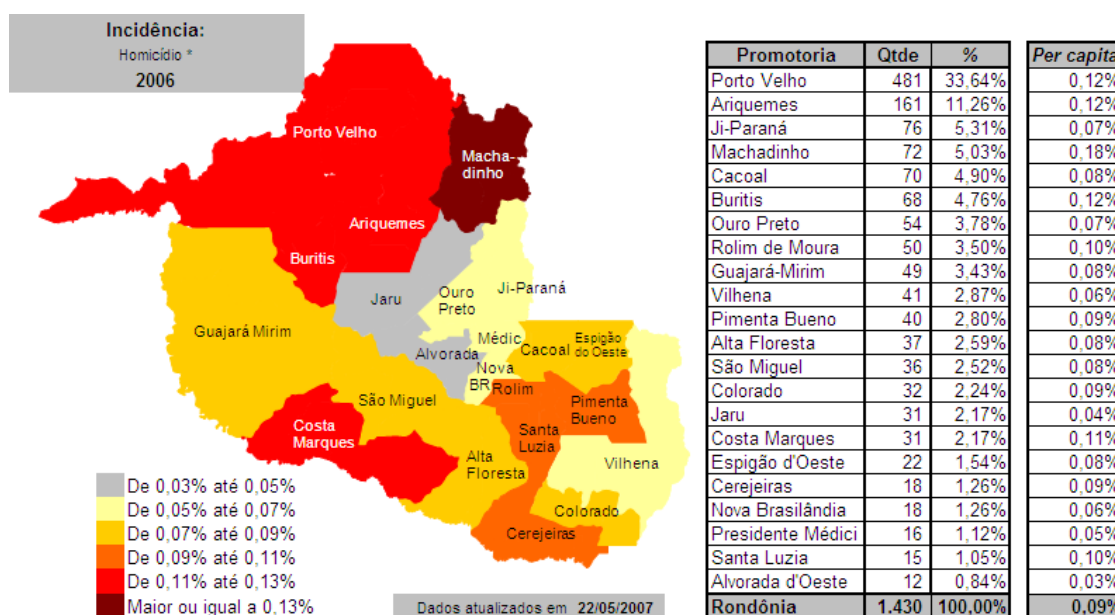 Incidência:
Homicídio *
2006
Porto Velho
Macha-
dinho
Ariquemes
Buritis
Jaru
Ouro
Preto
Ji-Paraná
Guajará Mirim
Médic
Alvorada
Cacoal
Espigão
do Oeste
Nova
BR
Rolim
São Miguel
Pimenta
Bueno
Costa
Marques
Santa
Luzia
Alta
Floresta
Vilhena
Colorado
Cerejeiras
De 0,03% até 0,05%
De 0,05% até 0,07%
De 0,07% até 0,09%
De 0,09% até 0,11%
De 0,11% até 0,13%
Maior ou igual a 0,13%
Dados atualizados em 22/05/2007
Promotoria Qtde % Per capita
Porto Velho 481 33,64% 0,12%
Ariquemes 161 11,26% 0,12%
Ji-Paraná 76 5,31% 0,07%
Machadinho 72 5,03% 0,18%
Cacoal 70 4,90% 0,08%
Buritis 68 4,76% 0,12%
Ouro Preto 54 3,78% 0,07%
Rolim de Moura 50 3,50% 0,10%
Guajará-Mirim 49 3,43% 0,08%
Vilhena 41 2,87% 0,06%
Pimenta Bueno 40 2,80% 0,09%
Alta Floresta 37 2,59% 0,08%
São Miguel 36 2,52% 0,08%
Colorado 32 2,24% 0,09%
Jaru 31 2,17% 0,04%
Costa Marques 31 2,17% 0,11%
Espigão d'Oeste 22 1,54% 0,08%
Cerejeiras 18 1,26% 0,09%
Nova Brasilândia 18 1,26% 0,06%
Presidente Médici 16 1,12% 0,05%
Santa Luzia 15 1,05% 0,10%
Alvorada d'Oeste 12 0,84% 0,03%
Rondônia 1.430 100,00% 0,09%